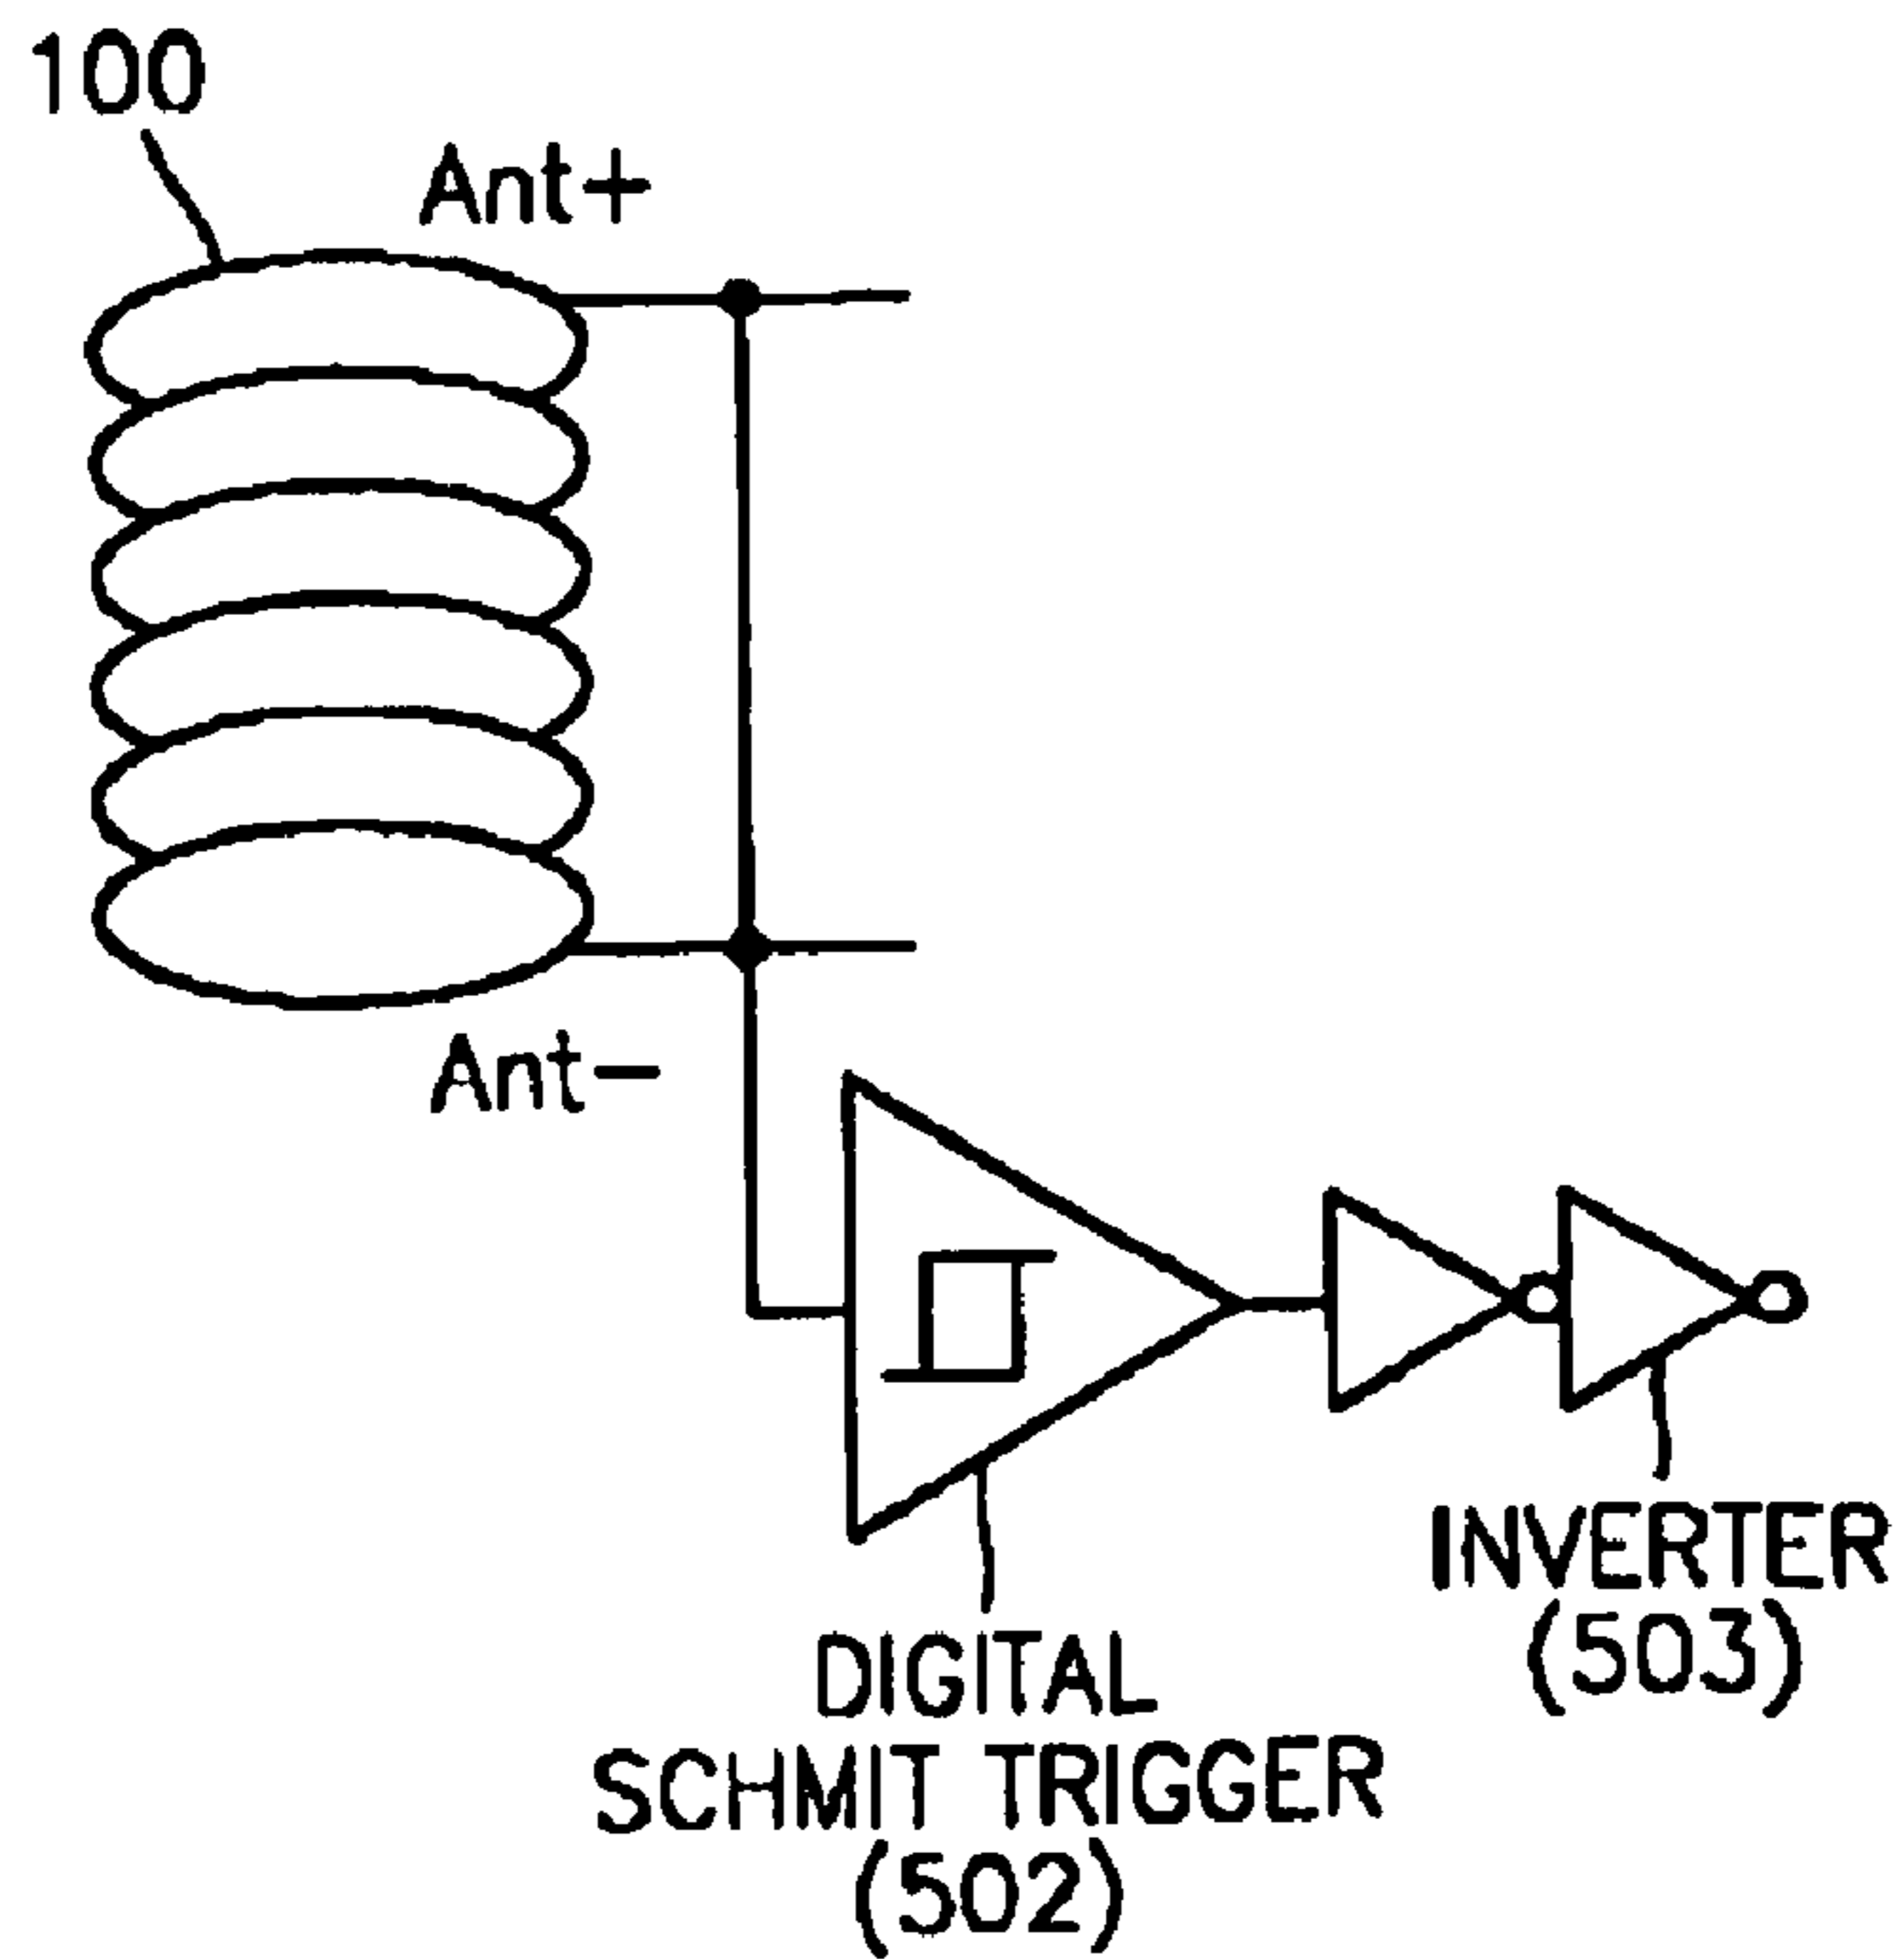 100
Ant+
Ant-
INVERTER
(503)
DIGITAL
SCHMIT TRIGGER
(502)